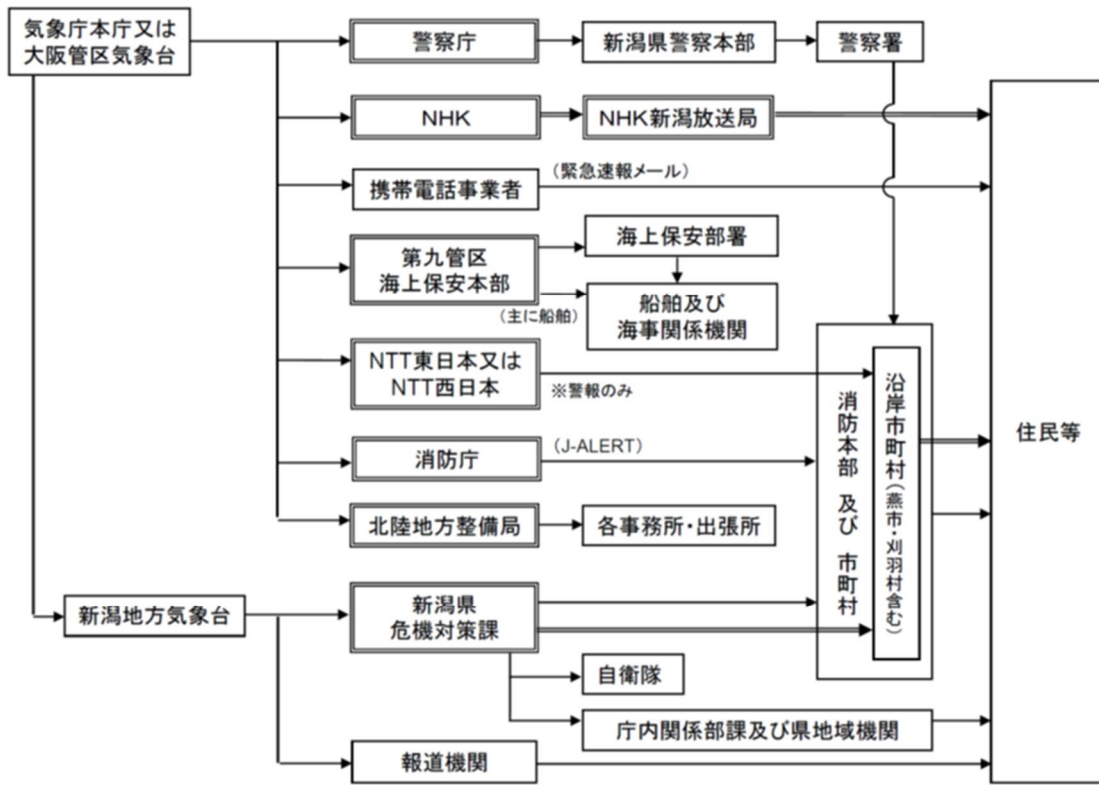 気象庁本庁又は
大阪管区気象台
警察庁
新潟県警察本部
警察署
NHK
NHK新潟放送局
携帯電話事業者
(緊急速報メール)
第九管区
海上保安本部
海上保安部署
(主に船舶)
船舶及び
海事関係機関
NTT東日本又は
NTT西日本
※警報のみ
消防庁
(J-ALERT)
北陸地方整備局
各事務所・出張所
消防本部 及び 市町村
沿岸市町村(燕市・刈羽村含む)
住民等
新潟地方気象台
新潟県
危機対策課
自衛隊
庁内関係部課及び県地域機関
報道機関